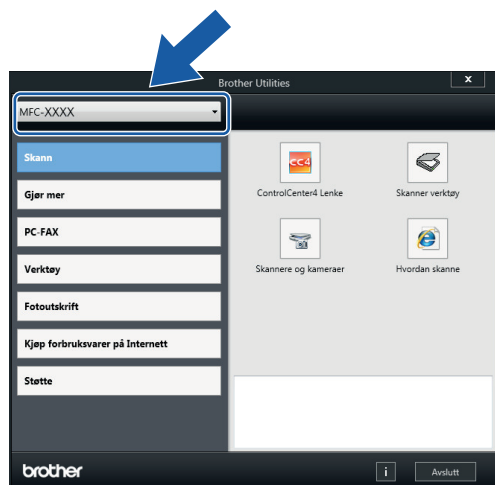 Brother Utilities
X
MFC-XXXX
Skann
Gjør mer
PC-FAX
Verktøy
Fotoutskrift
Kjøp forbruksvarer på Internett
Støtte
CC4
ControlCenter4 Lenke
Skanner verktøy
Skannere og kameraer
Hvordan skanne
brother
i
Avslutt